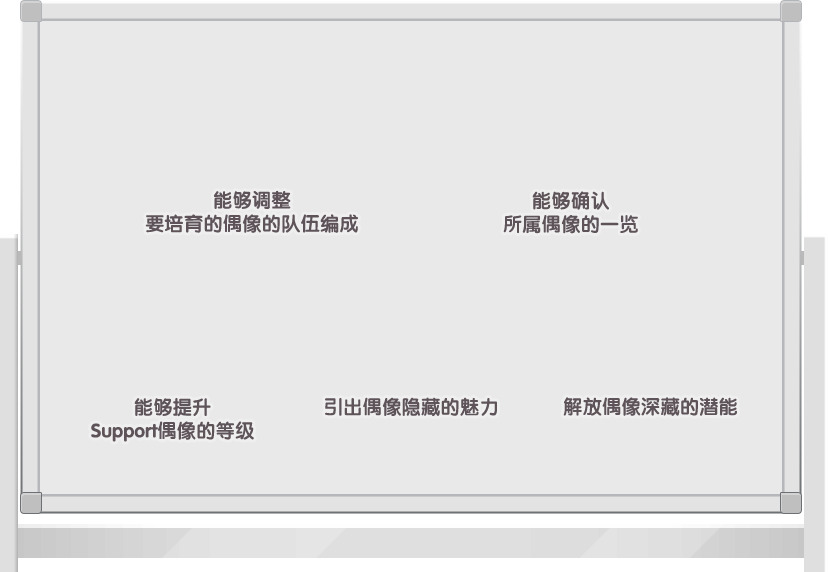 能够调整
要培育的偶像的队伍编成
能够确认
所属偶像的一览
能够提升
Support偶像的等级
引出偶像隐藏的魅力
解放偶像深藏的潜能